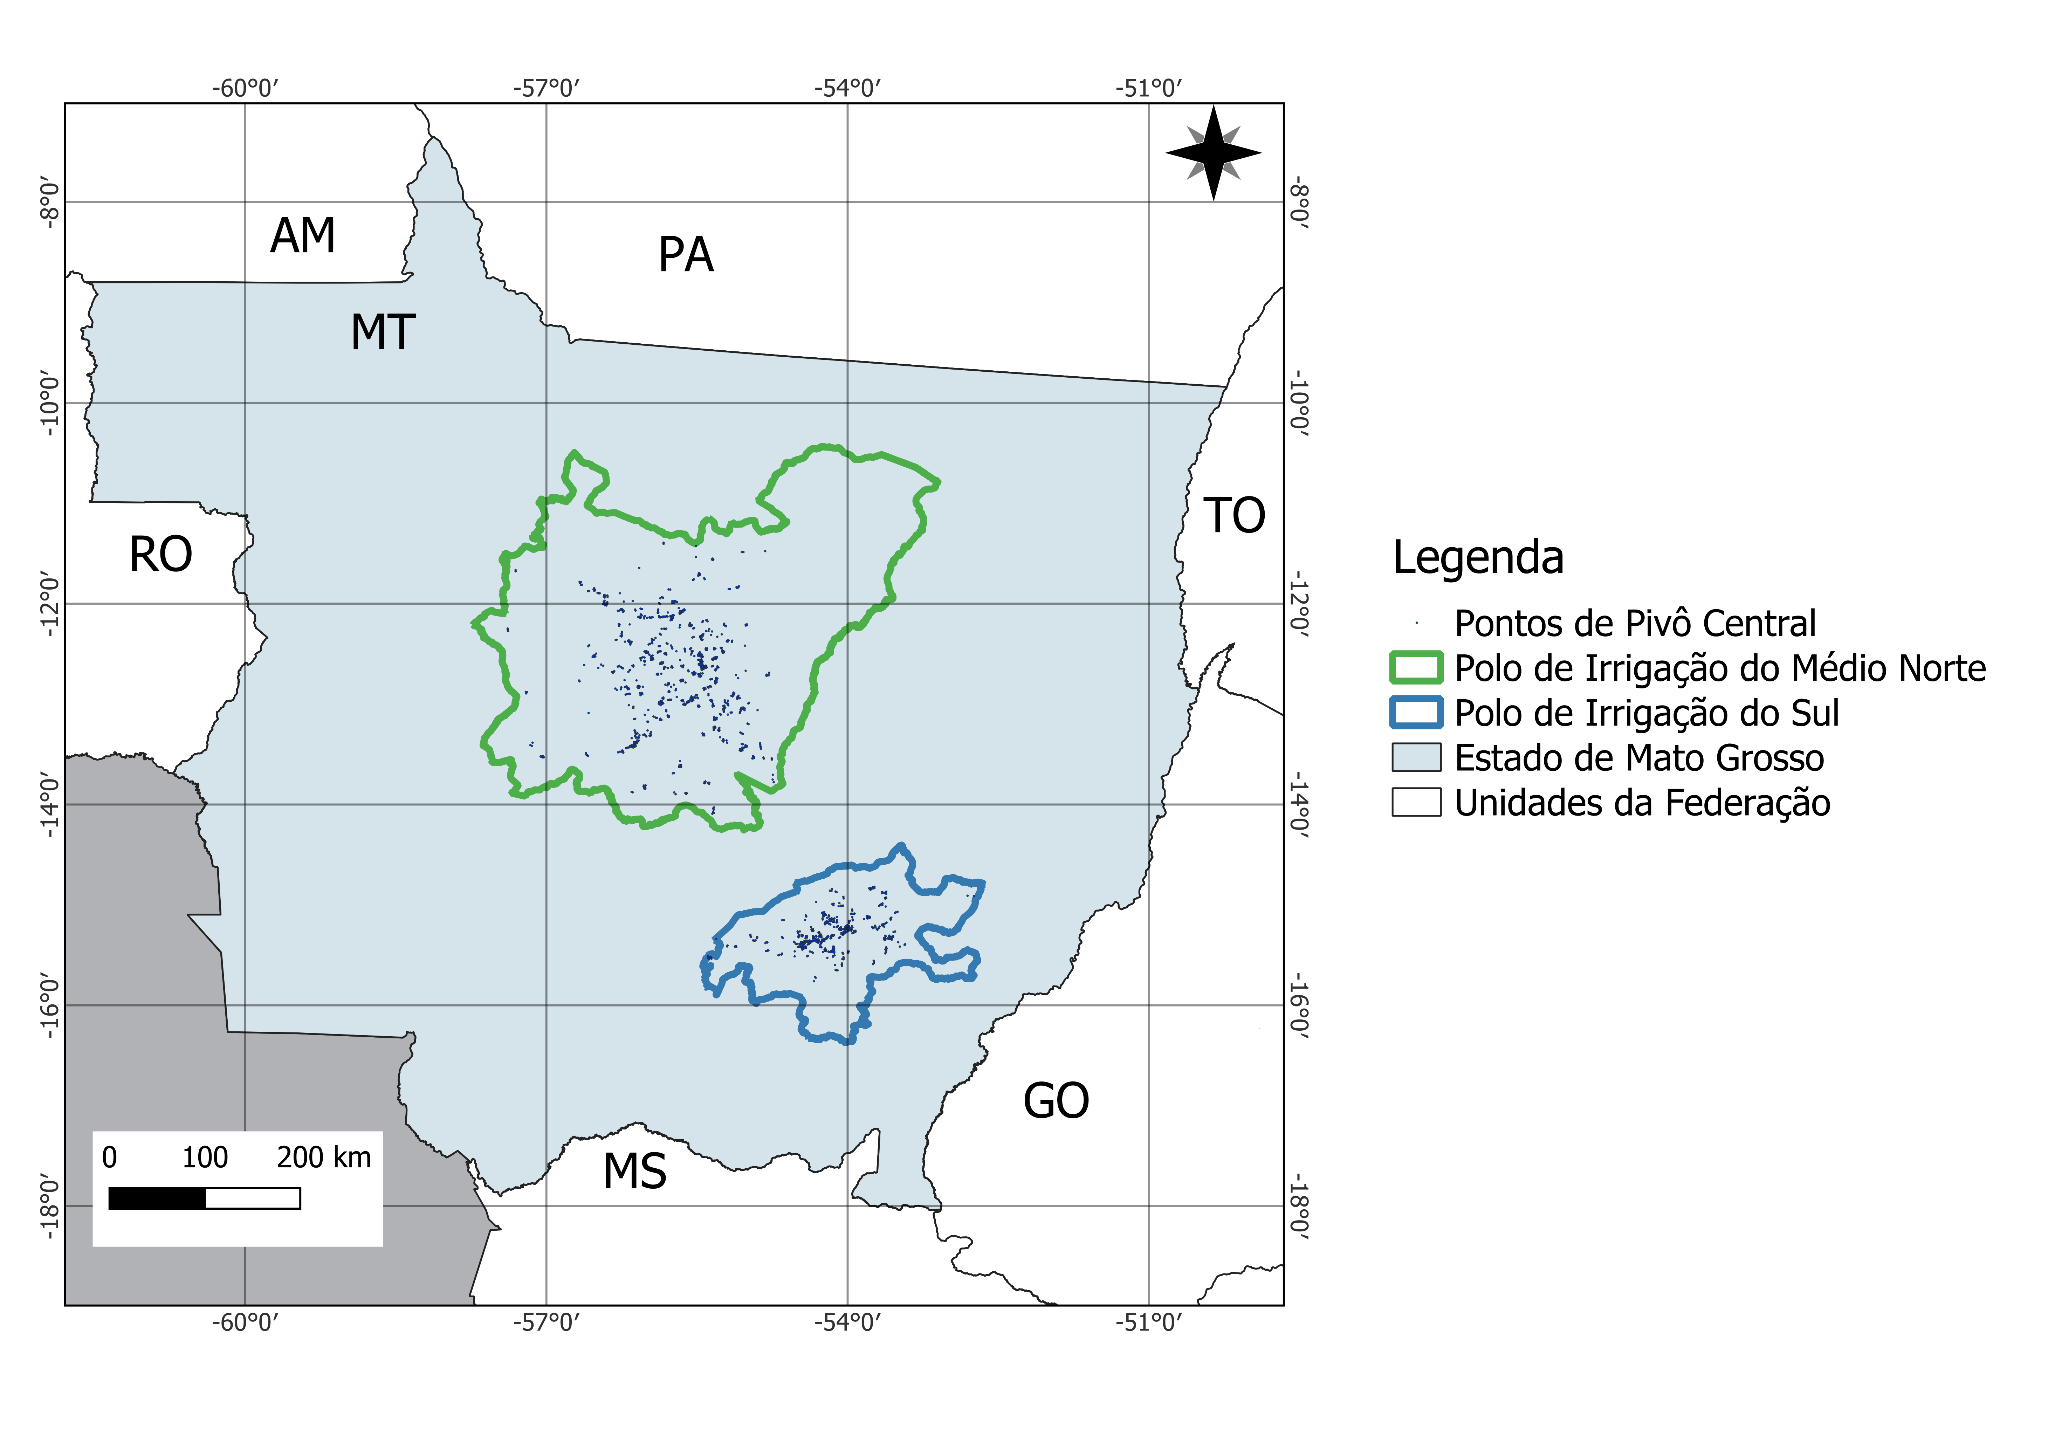 -60°0′ -57°0′ -54°0′ -51°0′
-8°0′ -8°0′
AM
PA
MT
-10°0′ -10°0′
TO
RO
-12°0′ -12°0′
-14°0′ -14°0′
-16°0′ -16°0′
GO
0 100 200 km
MS
-18°0′ -18°0′
-60°0′ -57°0′ -54°0′ -51°0′
Legenda
Pontos de Pivô Central
Polo de Irrigação do Médio Norte
Polo de Irrigação do Sul
Estado de Mato Grosso
Unidades da Federação